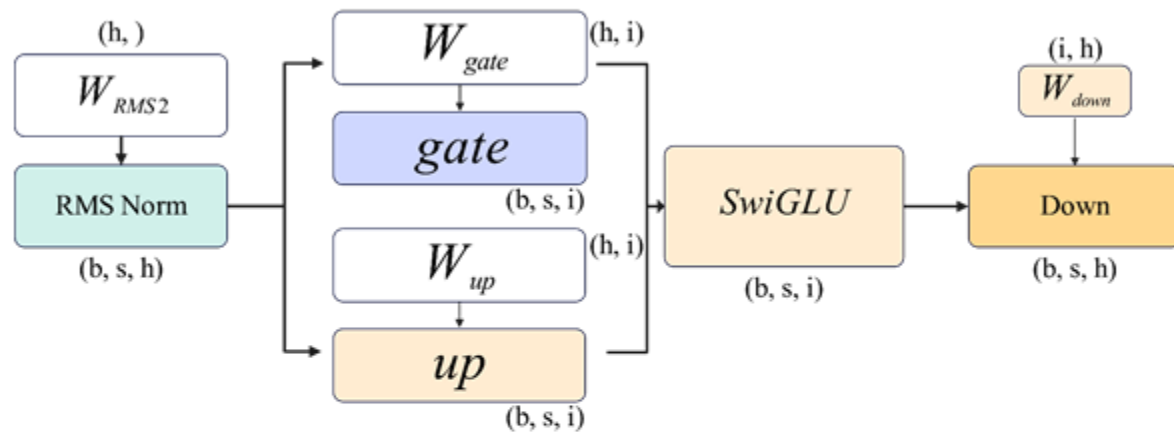 (h, )
W_RMS2
RMS Norm
(b, s, h)
W_gate
(h, i)
gate
(b, s, i)
W_up
(h, i)
up
(b, s, i)
SwiGLU
(b, s, i)
(i, h)
W_down
Down
(b, s, h)